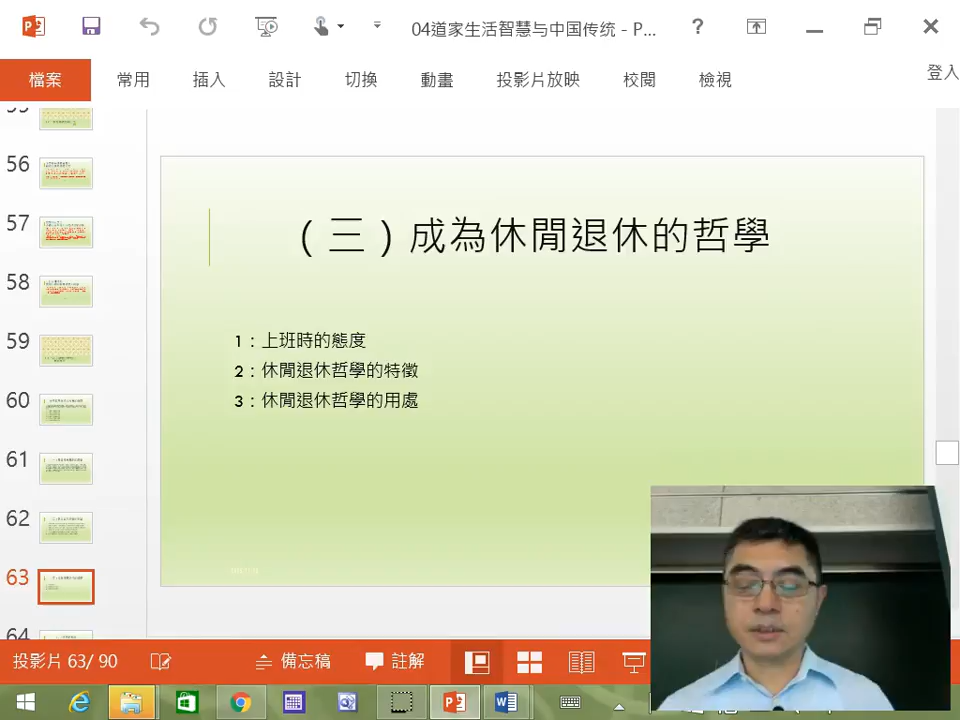 04道家生活智慧与中国传统 - P...
?
登入
檔案 常用 插入 設計 切換 動畫 投影片放映 校閱 檢視
55
56
57
58
59
60
61
62
63
64
（三）成為休閒退休的哲學
1：上班時的態度
2：休閒退休哲學的特徵
3：休閒退休哲學的用處
投影片 63/ 90 備忘稿 註解